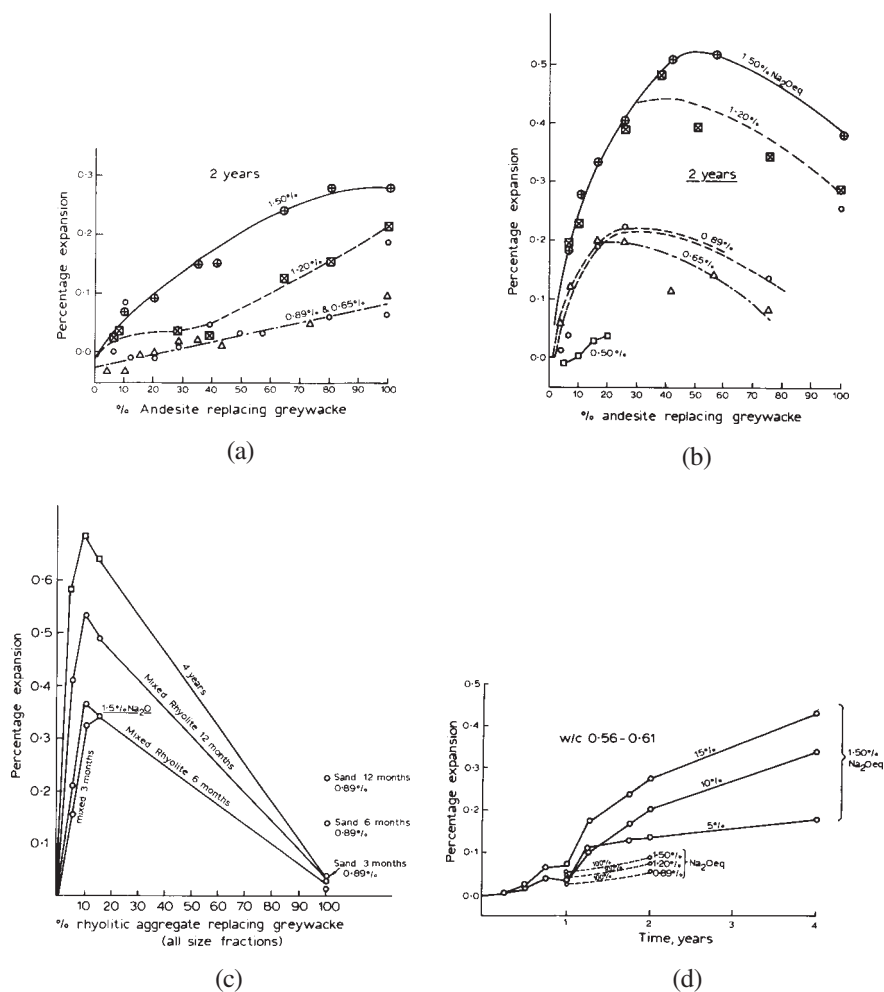 2 years
Percentage expansion
0·3
0·2
0·1
0·0
1·50%
1·20%
0·89% & 0·65%
0 10 20 30 40 50 60 70 80 90 100
% Andesite replacing greywacke
(a)
Percentage expansion
0·5
0·4
0·3
0·2
0·1
0·0
1·50% Na2Oeq
1·20%
2 years
0·89%
0·65%
0·50%
0 10 20 30 40 50 60 70 80 90 100
% andesite replacing greywacke
(b)
Percentage expansion
0·6
0·5
0·4
0·3
0·2
0·1
4 years
Mixed Rhyolite 12 months
1·5% Na2O
Mixed Rhyolite 6 months
mixed 3 months
Sand 12 months
0·89%
Sand 6 months
0·89%
Sand 3 months
0·89%
0 10 20 30 40 50 60 70 80 90 100
% rhyolitic aggregate replacing greywacke
(all size fractions)
(c)
Percentage expansion
0·5
0·4
0·3
0·2
0·1
0·0
w/c 0·56-0·61
15%
10%
5%
1·50%
Na2Oeq
100%
1·50%
1·20%
0·89%
Na2Oeq
1 2 3 4
Time, years
(d)